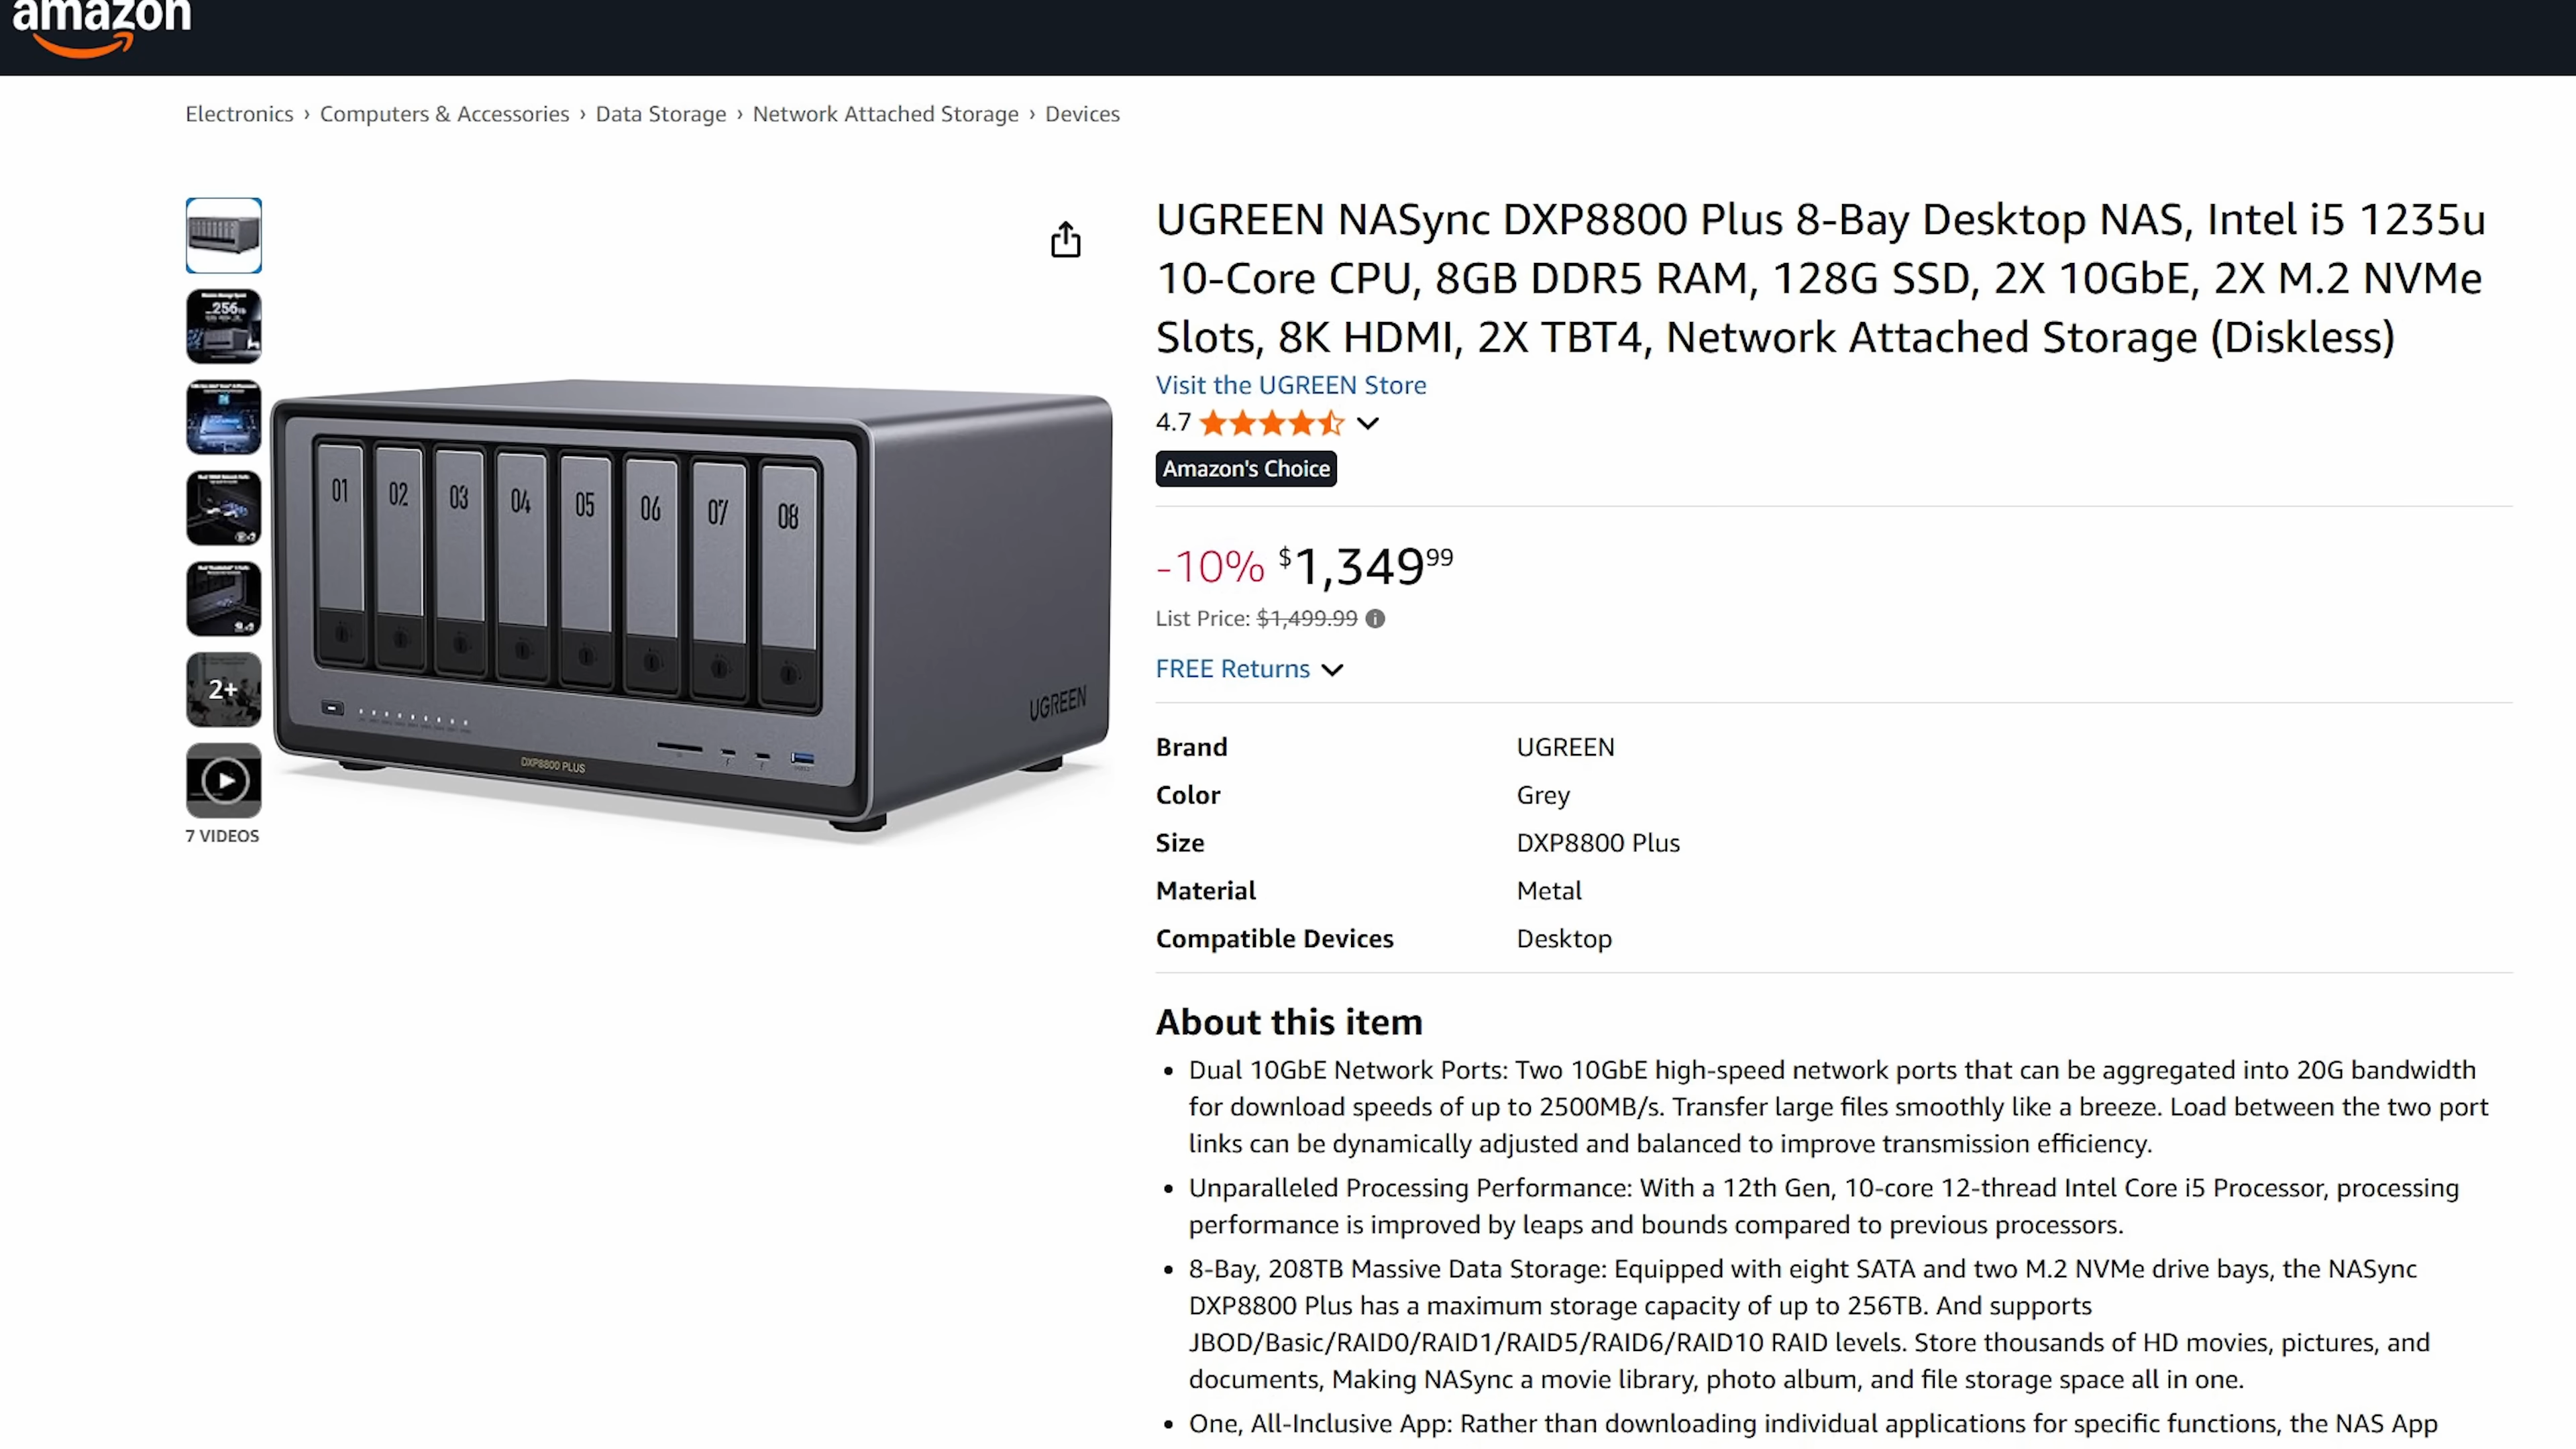 amazon
Electronics › Computers & Accessories › Data Storage › Network Attached Storage › Devices
256
2+
7 VIDEOS
01 02 03 04 05 06 07 08
UGREEN
DXP8800 PLUS
UGREEN NASync DXP8800 Plus 8-Bay Desktop NAS, Intel i5 1235u
10-Core CPU, 8GB DDR5 RAM, 128G SSD, 2X 10GbE, 2X M.2 NVMe
Slots, 8K HDMI, 2X TBT4, Network Attached Storage (Diskless)
Visit the UGREEN Store
4.7
Amazon's Choice
-10% $1,349 99
List Price: $1,499.99
FREE Returns
Brand UGREEN
Color Grey
Size DXP8800 Plus
Material Metal
Compatible Devices Desktop
About this item
• Dual 10GbE Network Ports: Two 10GbE high-speed network ports that can be aggregated into 20G bandwidth
for download speeds of up to 2500MB/s. Transfer large files smoothly like a breeze. Load between the two port
links can be dynamically adjusted and balanced to improve transmission efficiency.
• Unparalleled Processing Performance: With a 12th Gen, 10-core 12-thread Intel Core i5 Processor, processing
performance is improved by leaps and bounds compared to previous processors.
• 8-Bay, 208TB Massive Data Storage: Equipped with eight SATA and two M.2 NVMe drive bays, the NASync
DXP8800 Plus has a maximum storage capacity of up to 256TB. And supports
JBOD/Basic/RAID0/RAID1/RAID5/RAID6/RAID10 RAID levels. Store thousands of HD movies, pictures, and
documents, Making NASync a movie library, photo album, and file storage space all in one.
• One, All-Inclusive App: Rather than downloading individual applications for specific functions, the NAS App